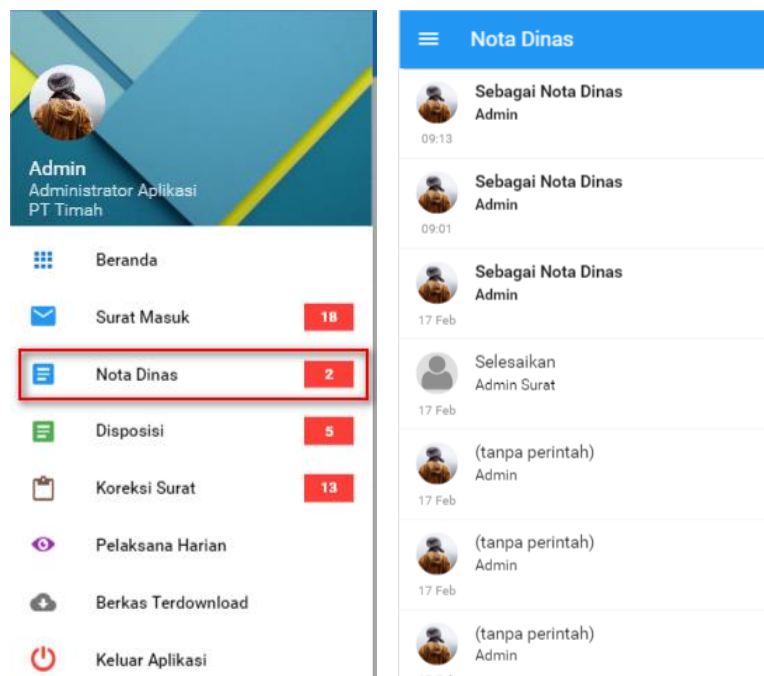 Admin
Administrator Aplikasi
PT Timah
Beranda
Surat Masuk 18
Nota Dinas 2
Disposisi 5
Koreksi Surat 13
Pelaksana Harian
Berkas Terdownload
Keluar Aplikasi
Nota Dinas
Sebagai Nota Dinas
Admin
09:13
Sebagai Nota Dinas
Admin
09:01
Sebagai Nota Dinas
Admin
17 Feb
Selesaikan
Admin Surat
17 Feb
(tanpa perintah)
Admin
17 Feb
(tanpa perintah)
Admin
17 Feb
(tanpa perintah)
Admin